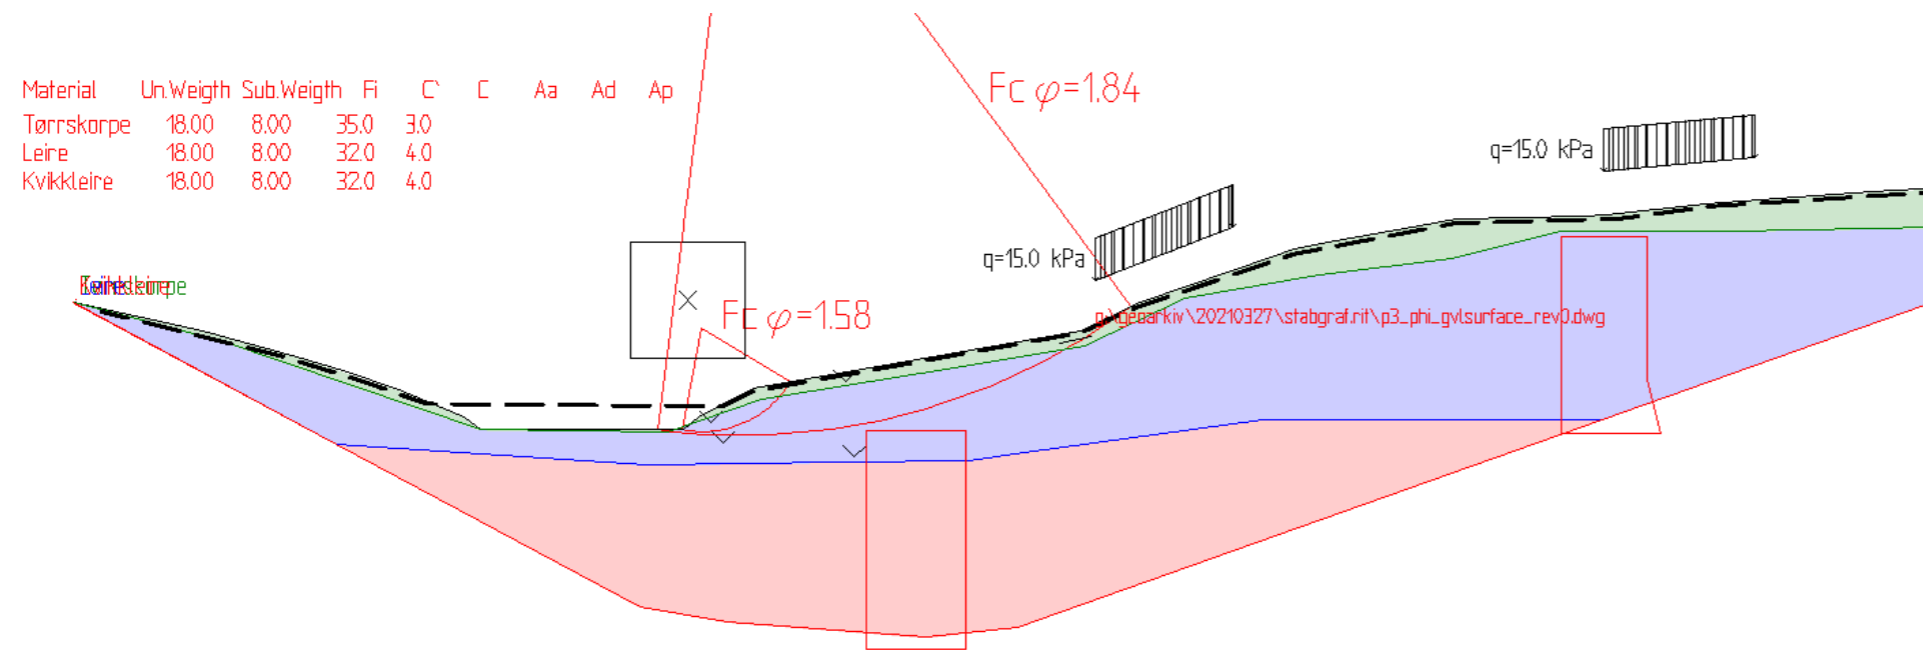 Fc φ=1.84
Material Un.Weigth Sub.Weigth Fi C` C Aa Ad Ap
Tørrskorpe 18.00 8.00 35.0 3.0
Leire 18.00 8.00 32.0 4.0
Kvikkleire 18.00 8.00 32.0 4.0
q=15.0 kPa
q=15.0 kPa
Fc φ=1.58
g:\geoarkiv\20210327\stabgraf.rit\p3_phi_gvlsurface_rev0.dwg